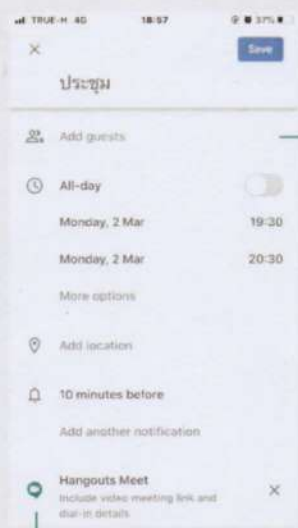 TRUE-H 4G 18:57 37%
Save
ประชุม
Add guests
All-day
Monday, 2 Mar 19:30
Monday, 2 Mar 20:30
More options
Add location
10 minutes before
Add another notification
Hangouts Meet
Include video meeting link and
dial-in details